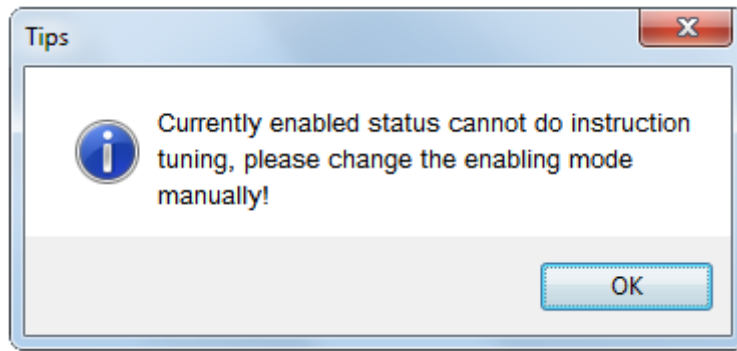 Tips
Currently enabled status cannot do instruction
tuning, please change the enabling mode
manually!
OK